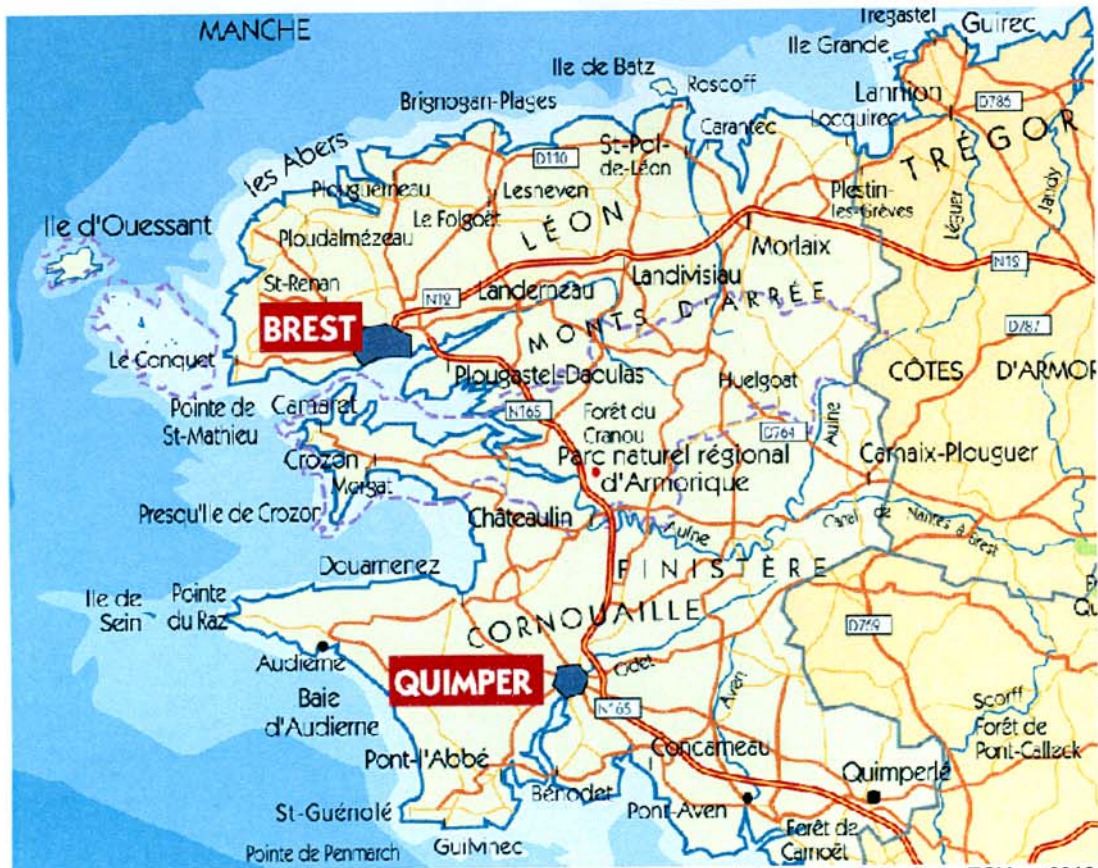 MANCHE
Trégastel
Guirec
Ile Grande
Ile de Batz
Roscoff
Lannion
Brignogan-Plages
Carantec
Locquirec
D786
les Abers
D110
St-Pol-
de-Léon
TRÉGOR
Plouguerneau
Lesneven
Plestin-
les-Grèves
Léguer
Jaudy
Ile d'Ouessant
Le Folgoët
LÉON
Ploudalmézeau
Morlaix
St-Renan
Landivisiau
N12
N12
Landerneau
MONTS D'ARRÉE
BREST
D787
Le Conquet
Plougastel-Daoulas
Huelgoat
CÔTES D'ARMOR
Pointe de
St-Mathieu
Camaret
N165
Forêt du
Cranou
D764
Aulne
Crozon
Parc naturel régional
d'Armorique
Carhaix-Plouguer
Morgat
Presqu'Ile de Crozon
Châteaulin
Aulne
Canal de Nantes à Brest
Douarnenez
FINISTÈRE
Ile de
Sein
Pointe
du Raz
CORNOUAILLE
D769
Audierne
QUIMPER
Odet
Aven
Baie
d'Audierne
N165
Scorff
Forêt de
Pont-Calleck
Pont-l'Abbé
Concarneau
Quimperlé
Bénodet
Pont-Aven
St-Guénolé
Forêt de
Carnoët
Pointe de Penmarch
Guilvinec